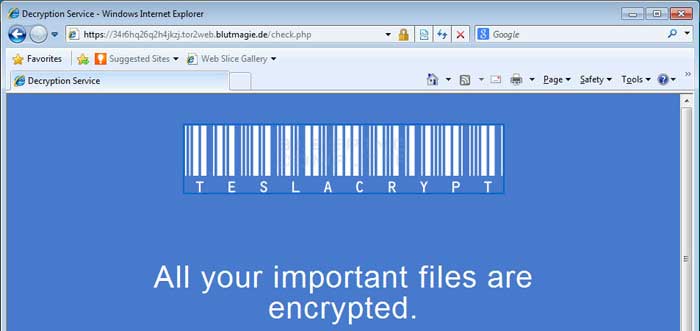 Decryption Service - Windows Internet Explorer
https://34r6hq26q2h4jkzj.tor2web.blutmagie.de/check.php
Google
Favorites
Suggested Sites
Web Slice Gallery
Decryption Service
Page
Safety
Tools
TESLACRYPT
All your important files are
encrypted.